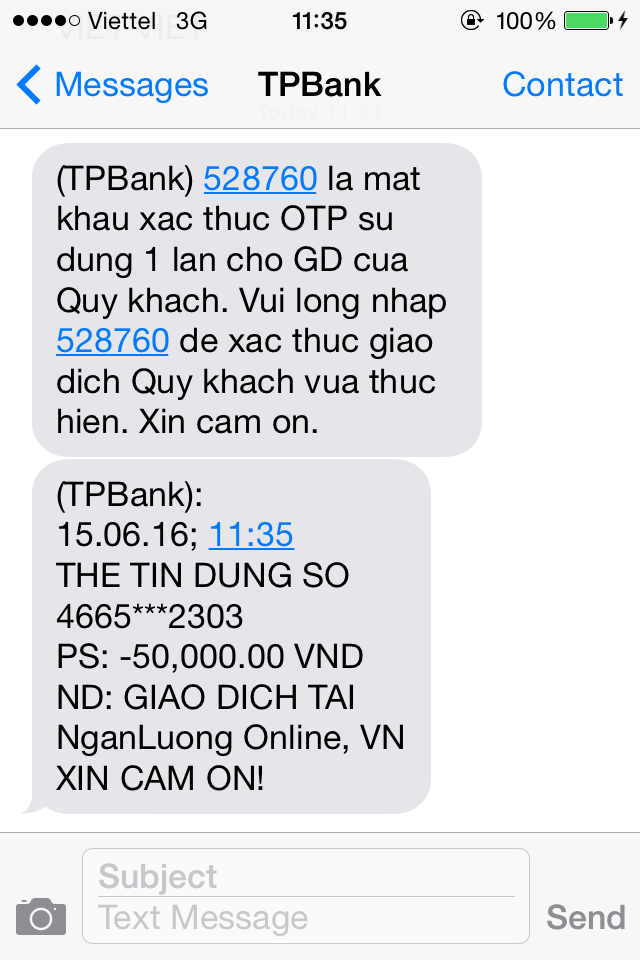 Viettel 3G 11:35 100%
VIET-VIET
Messages TPBank Contact
Today 11:34
(TPBank) 528760 la mat
khau xac thuc OTP su
dung 1 lan cho GD cua
Quy khach. Vui long nhap
528760 de xac thuc giao
dich Quy khach vua thuc
hien. Xin cam on.
(TPBank):
15.06.16; 11:35
THE TIN DUNG SO
4665***2303
PS: -50,000.00 VND
ND: GIAO DICH TAI
NganLuong Online, VN
XIN CAM ON!
Subject
Text Message Send